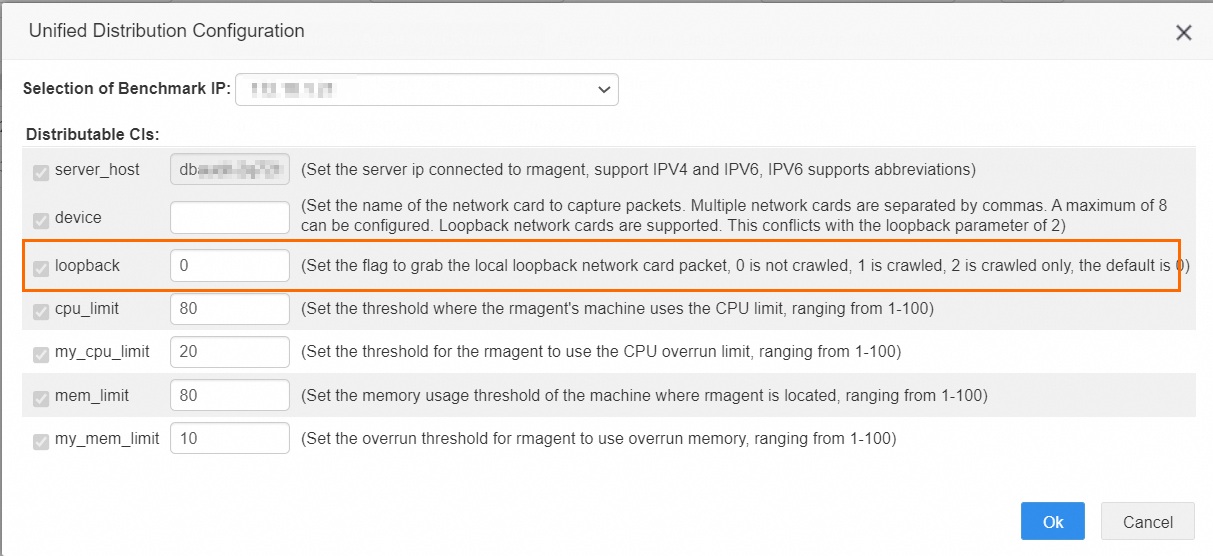 Unified Distribution Configuration
Selection of Benchmark IP:
Distributable CIs:
server_host
(Set the server ip connected to rmagent, support IPV4 and IPV6, IPV6 supports abbreviations)
device
(Set the name of the network card to capture packets. Multiple network cards are separated by commas. A maximum of 8
can be configured. Loopback network cards are supported. This conflicts with the loopback parameter of 2)
loopback 0 (Set the flag to grab the local loopback network card packet, 0 is not crawled, 1 is crawled, 2 is crawled only, the default is 0)
cpu_limit 80 (Set the threshold where the rmagent's machine uses the CPU limit, ranging from 1-100)
my_cpu_limit 20 (Set the threshold for the rmagent to use the CPU overrun limit, ranging from 1-100)
mem_limit 80 (Set the memory usage threshold of the machine where rmagent is located, ranging from 1-100)
my_mem_limit 10 (Set the overrun threshold for rmagent to use overrun memory, ranging from 1-100)
Ok Cancel